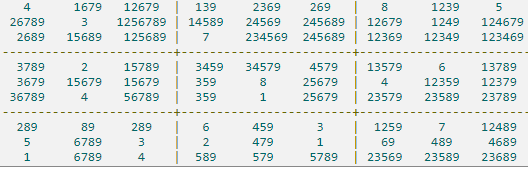 4 1679 12679 | 139 2369 269 | 8 1239 5
26789 3 1256789 | 14589 24569 245689 | 12679 1249 124679
2689 15689 125689 | 7 234569 245689 | 12369 12349 123469
------------------------+------------------------+------------------------
3789 2 15789 | 3459 34579 4579 | 13579 6 13789
3679 15679 15679 | 359 8 25679 | 4 12359 12379
36789 4 56789 | 359 1 25679 | 23579 23589 23789
------------------------+------------------------+------------------------
289 89 289 | 6 459 3 | 1259 7 12489
5 6789 3 | 2 479 1 | 69 489 4689
1 6789 4 | 589 579 5789 | 23569 23589 23689